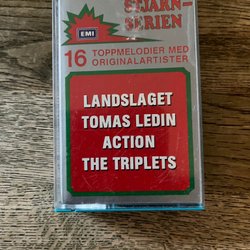 STJÄRN-
SERIEN
EMI
16 TOPPMELODIER MED
ORIGINALARTISTER
LANDSLAGET
TOMAS LEDIN
ACTION
THE TRIPLETS